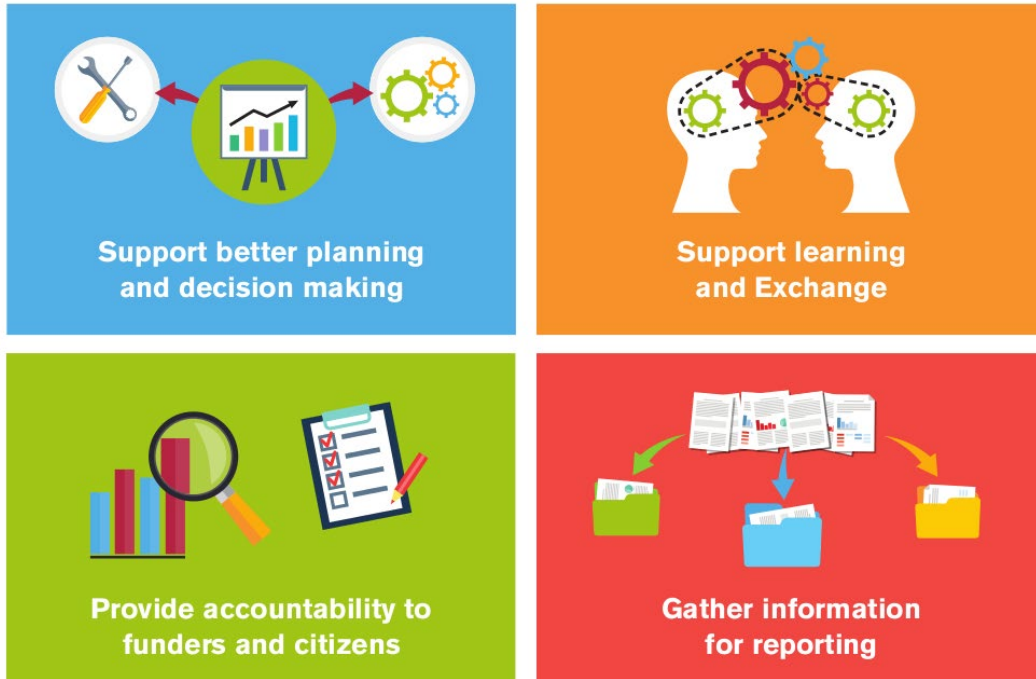 Support better planning
and decision making
Support learning
and Exchange
Provide accountability to
funders and citizens
Gather information
for reporting